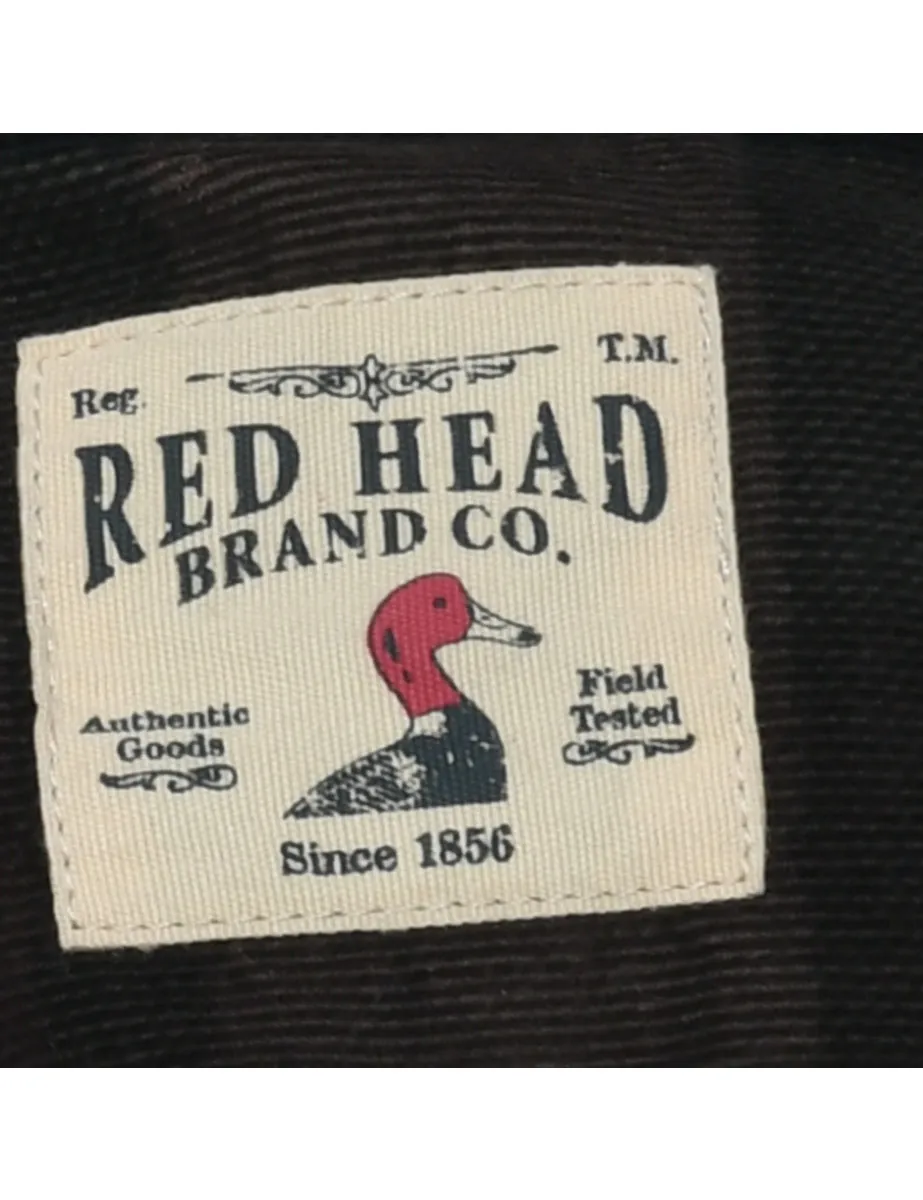 Reg. T.M.
RED HEAD
BRAND CO.
Authentic
Goods
Field
Tested
Since 1856